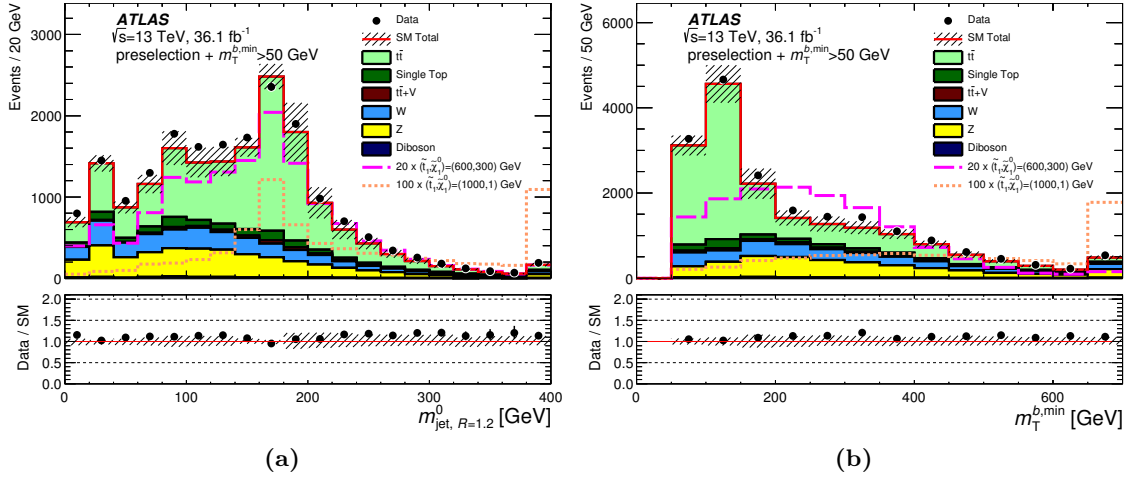 Events / 20 GeV
3200
2400
1600
800
0
ATLAS
√s=13 TeV, 36.1 fb⁻¹
preselection + m_T^{b,min}>50 GeV
Data
SM Total
tt̄
Single Top
tt̄+V
W
Z
Diboson
20 x (t̃₁,χ̃₁⁰)=(600,300) GeV
100 x (t̃₁,χ̃₁⁰)=(1000,1) GeV
Data / SM
2.0
1.5
1.0
0.5
0.0
0 100 200 300 400
m⁰_{jet, R=1.2} [GeV]
(a)
Events / 50 GeV
6000
4000
2000
0
ATLAS
√s=13 TeV, 36.1 fb⁻¹
preselection + m_T^{b,min}>50 GeV
Data
SM Total
tt̄
Single Top
tt̄+V
W
Z
Diboson
20 x (t̃₁,χ̃₁⁰)=(600,300) GeV
100 x (t̃₁,χ̃₁⁰)=(1000,1) GeV
Data / SM
2.0
1.5
1.0
0.5
0.0
0 200 400 600
m_T^{b,min} [GeV]
(b)